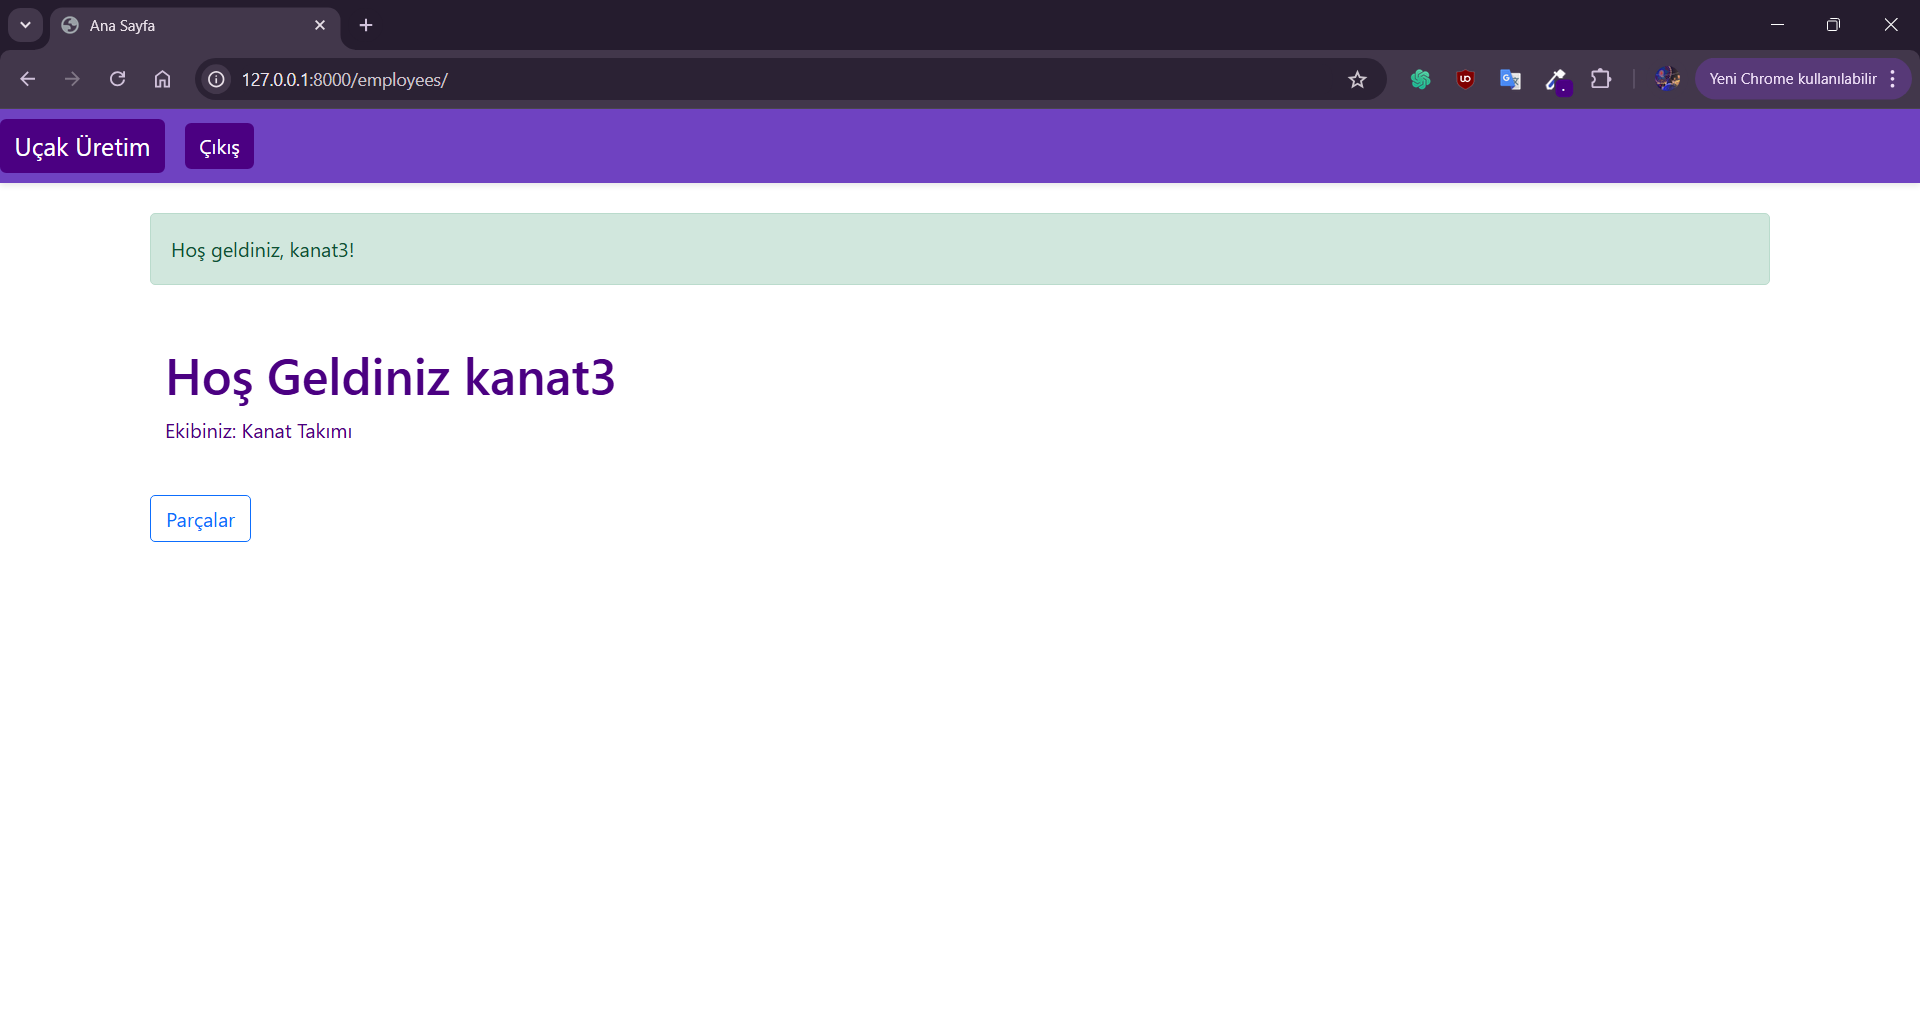 Ana Sayfa
127.0.0.1:8000/employees/
Yeni Chrome kullanılabilir
Uçak Üretim
Çıkış
Hoş geldiniz, kanat3!
Hoş Geldiniz kanat3
Ekibiniz: Kanat Takımı
Parçalar